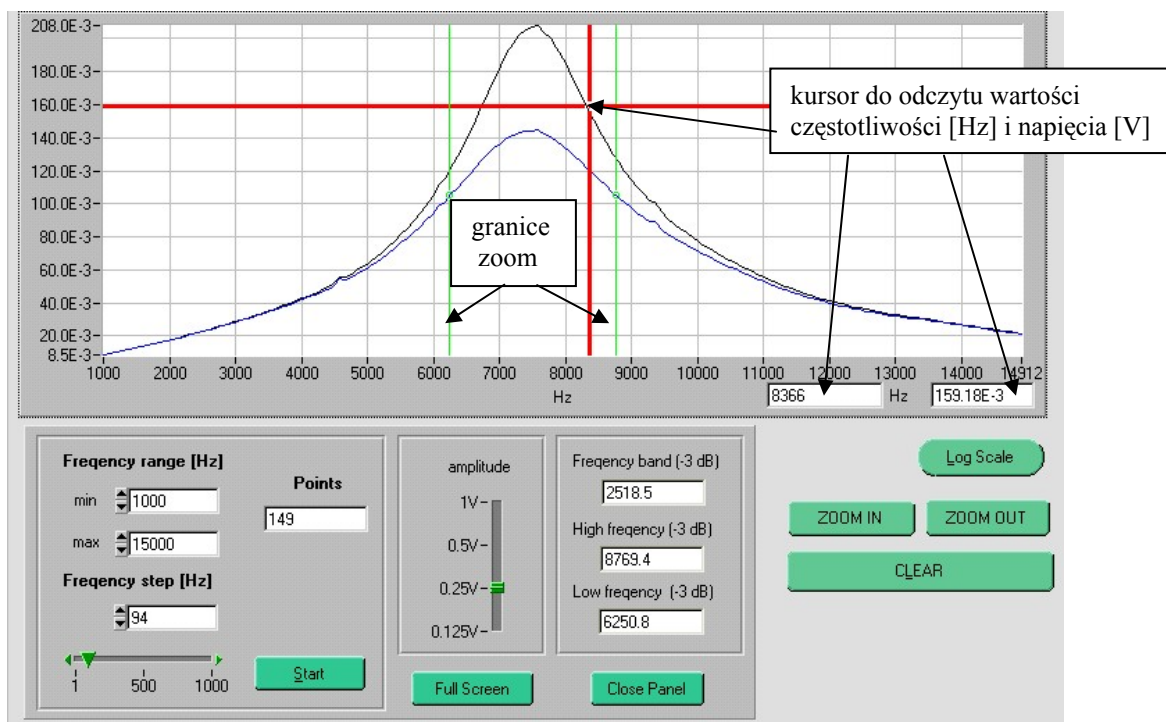 208.0E-3
180.0E-3
160.0E-3
140.0E-3
120.0E-3
100.0E-3
80.0E-3
60.0E-3
40.0E-3
20.0E-3
8.5E-3
1000 2000 3000 4000 5000 6000 7000 8000 9000 10000 11000 12000 13000 14000 14912
Hz
8366 Hz 159.18E-3
kursor do odczytu wartości
częstotliwości [Hz] i napięcia [V]
granice
zoom
Freqency range [Hz]
min 1000
max 15000
Points
149
Freqency step [Hz]
94
1 500 1000
Start
amplitude
1V
0.5V
0.25V
0.125V
Full Screen
Freqency band (-3 dB)
2518.5
High freqency (-3 dB)
8769.4
Low freqency (-3 dB)
6250.8
Close Panel
Log Scale
ZOOM IN ZOOM OUT
CLEAR